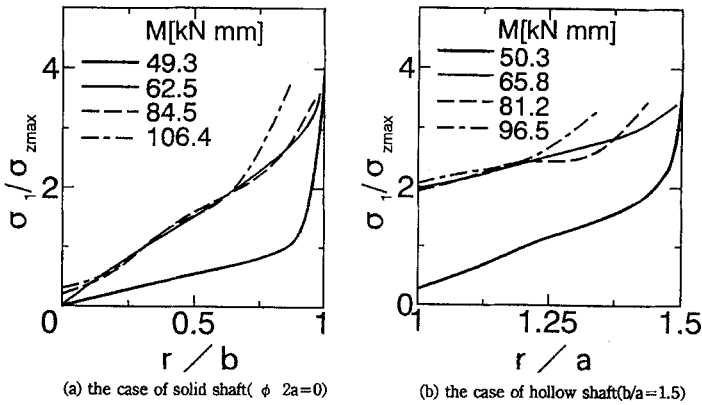 M[kN mm]
49.3
62.5
84.5
106.4
4
2
0
σ₁/σzmax
0 0.5 1
r / b
(a) the case of solid shaft( φ 2a=0)
M[kN mm]
50.3
65.8
81.2
96.5
4
2
0
σ₁/σzmax
1 1.25 1.5
r / a
(b) the case of hollow shaft(b/a=1.5)